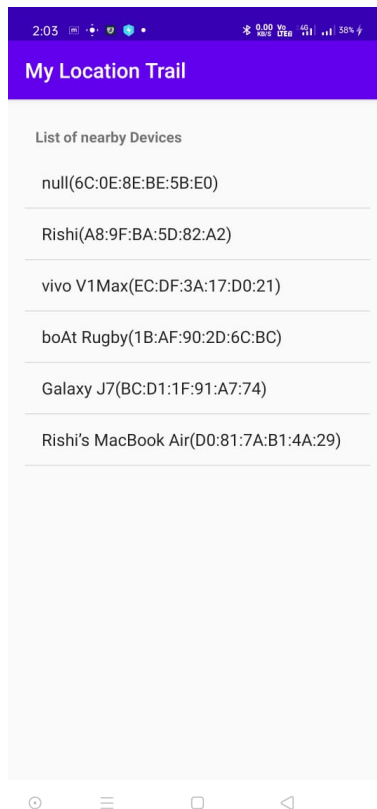 2:03
0.00 KB/S Vo LTE 4G 38%
My Location Trail
List of nearby Devices
null(6C:0E:8E:BE:5B:E0)
Rishi(A8:9F:BA:5D:82:A2)
vivo V1Max(EC:DF:3A:17:D0:21)
boAt Rugby(1B:AF:90:2D:6C:BC)
Galaxy J7(BC:D1:1F:91:A7:74)
Rishi's MacBook Air(D0:81:7A:B1:4A:29)